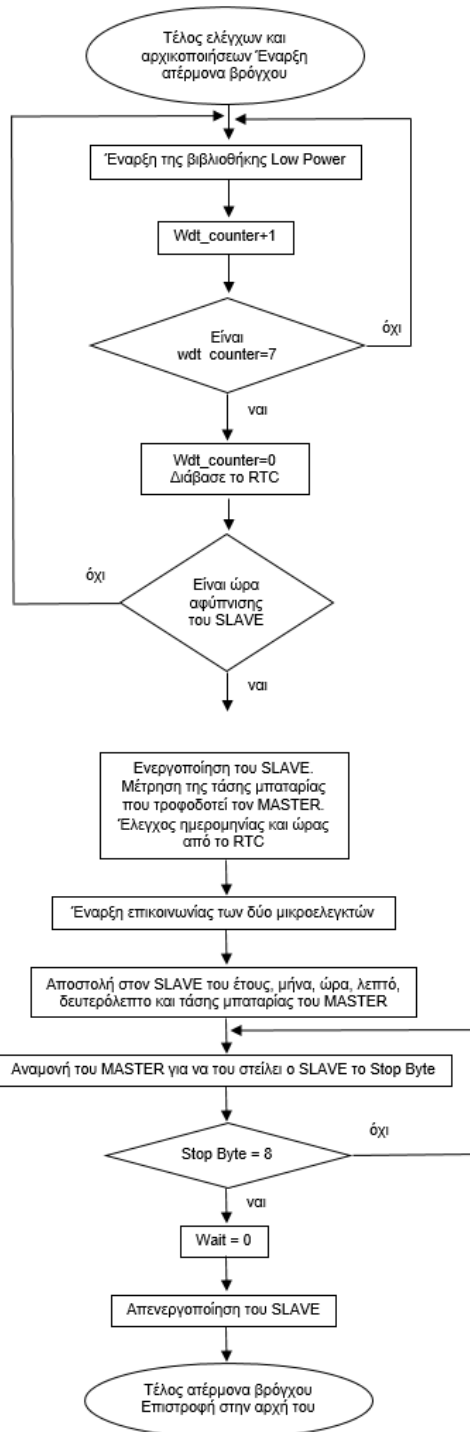 Τέλος ελέγχων και
αρχικοποιήσεων Έναρξη
ατέρμονα βρόγχου
Έναρξη της βιβλιοθήκης Low Power
Wdt_counter+1
Είναι
wdt_counter=7
όχι
ναι
Wdt_counter=0
Διάβασε το RTC
όχι
Είναι ώρα
αφύπνισης
του SLAVE
ναι
Ενεργοποίηση του SLAVE.
Μέτρηση της τάσης μπαταρίας
που τροφοδοτεί τον MASTER.
Έλεγχος ημερομηνίας και ώρας
από το RTC
Έναρξη επικοινωνίας των δύο μικροελεγκτών
Αποστολή στον SLAVE του έτους, μήνα, ώρα, λεπτό,
δευτερόλεπτο και τάσης μπαταρίας του MASTER
Αναμονή του MASTER για να του στείλει ο SLAVE το Stop Byte
όχι
Stop Byte = 8
ναι
Wait = 0
Απενεργοποίηση του SLAVE
Τέλος ατέρμονα βρόγχου
Επιστροφή στην αρχή του